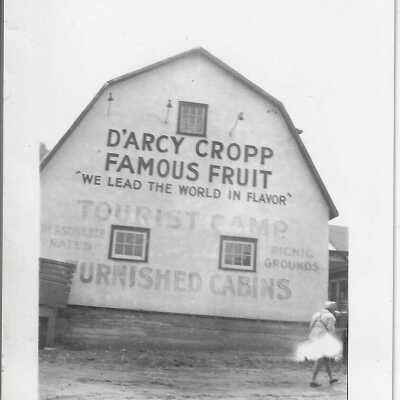 D'ARCY CROPP
FAMOUS FRUIT
"WE LEAD THE WORLD IN FLAVOR"
TOURIST CAMP
REASONABLE
RATES
PICNIC
GROUNDS
FURNISHED CABINS